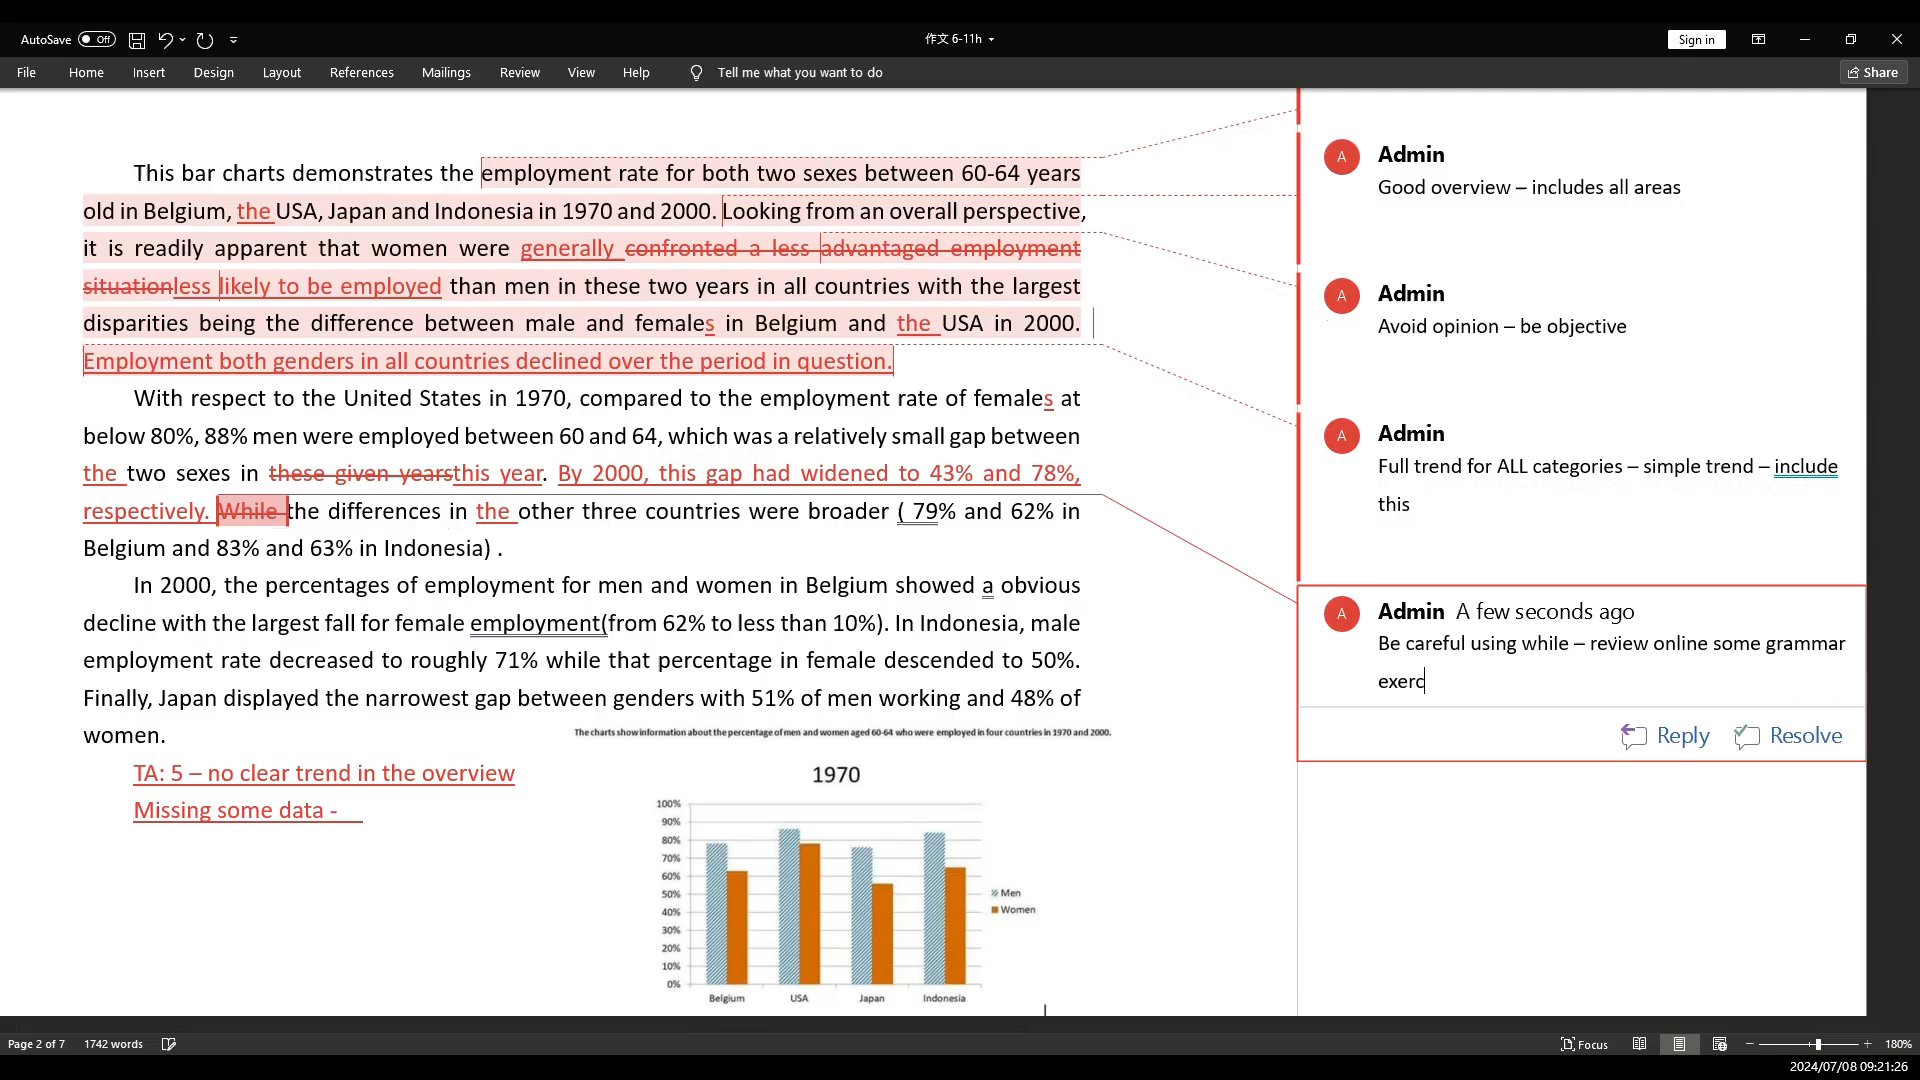 AutoSave Off
作文 6-11h
Sign in
File Home Insert Design Layout References Mailings Review View Help Tell me what you want to do
Share
This bar charts demonstrates the employment rate for both two sexes between 60-64 years
old in Belgium, the USA, Japan and Indonesia in 1970 and 2000. Looking from an overall perspective,
it is readily apparent that women were generally confronted a less advantaged employment
situationless likely to be employed than men in these two years in all countries with the largest
disparities being the difference between male and females in Belgium and the USA in 2000.
Employment both genders in all countries declined over the period in question.
With respect to the United States in 1970, compared to the employment rate of females at
below 80%, 88% men were employed between 60 and 64, which was a relatively small gap between
the two sexes in these given yearsthis year. By 2000, this gap had widened to 43% and 78%,
respectively. While the differences in the other three countries were broader ( 79% and 62% in
Belgium and 83% and 63% in Indonesia) .
In 2000, the percentages of employment for men and women in Belgium showed a obvious
decline with the largest fall for female employment(from 62% to less than 10%). In Indonesia, male
employment rate decreased to roughly 71% while that percentage in female descended to 50%.
Finally, Japan displayed the narrowest gap between genders with 51% of men working and 48% of
women.
The charts show information about the percentage of men and women aged 60-64 who were employed in four countries in 1970 and 2000.
TA: 5 – no clear trend in the overview
Missing some data -
1970
100%
90%
80%
70%
60%
50%
40%
30%
20%
10%
0%
Belgium USA Japan Indonesia
Men
Women
A Admin
Good overview – includes all areas
A Admin
Avoid opinion – be objective
A Admin
Full trend for ALL categories – simple trend – include
this
A Admin A few seconds ago
Be careful using while – review online some grammar
exerc
Reply Resolve
Page 2 of 7 1742 words
Focus
180%
2024/07/08 09:21:26